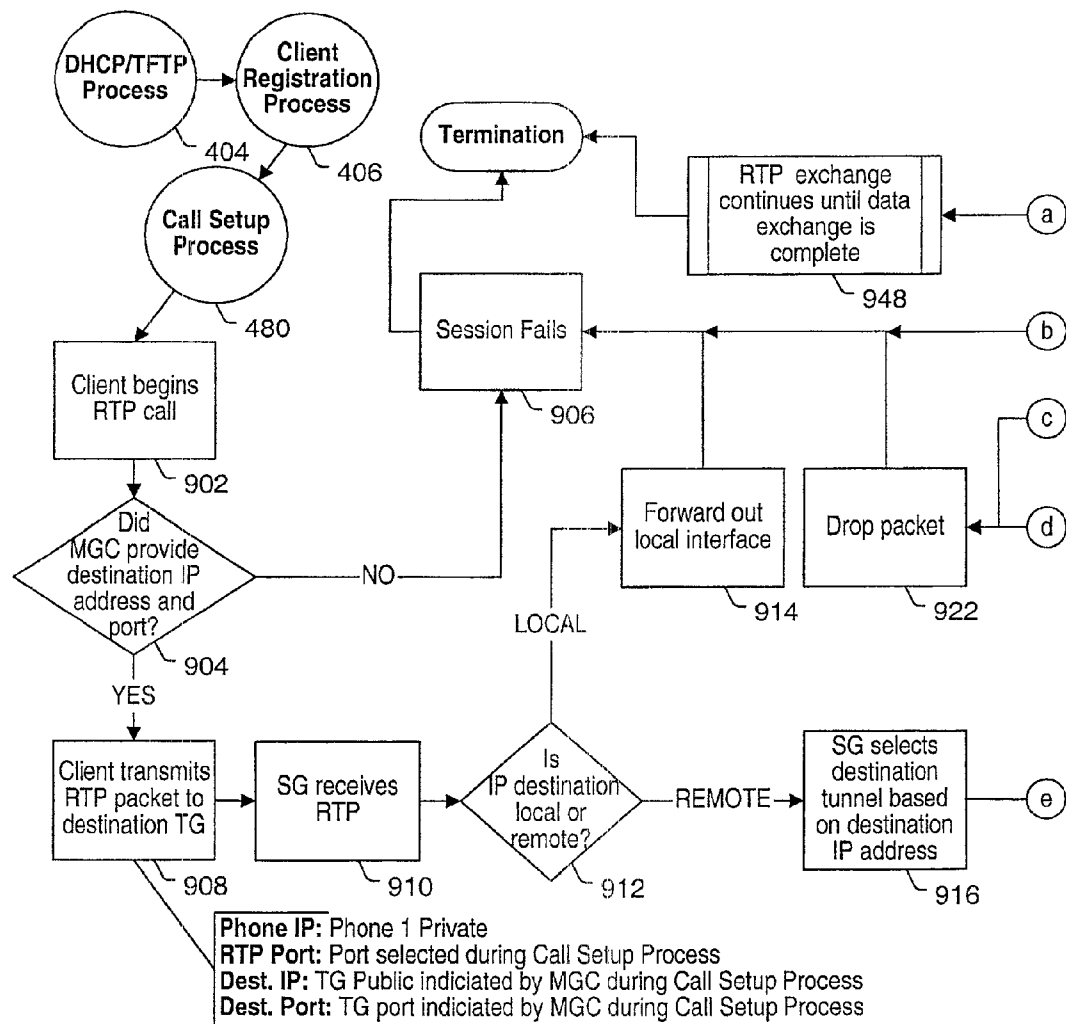 DHCP/TFTP
Process
404
Client
Registration
Process
406
Call Setup
Process
480
Termination
RTP exchange
continues until data
exchange is
complete
948
a
Session Fails
906
b
Client begins
RTP call
902
c
Did
MGC provide
destination IP
address and
port?
904
NO
YES
Forward out
local interface
914
Drop packet
922
d
LOCAL
Client transmits
RTP packet to
destination TG
908
SG receives
RTP
910
Is
IP destination
local or
remote?
912
REMOTE
SG selects
destination
tunnel based
on destination
IP address
916
e
Phone IP: Phone 1 Private
RTP Port: Port selected during Call Setup Process
Dest. IP: TG Public indiciated by MGC during Call Setup Process
Dest. Port: TG port indiciated by MGC during Call Setup Process